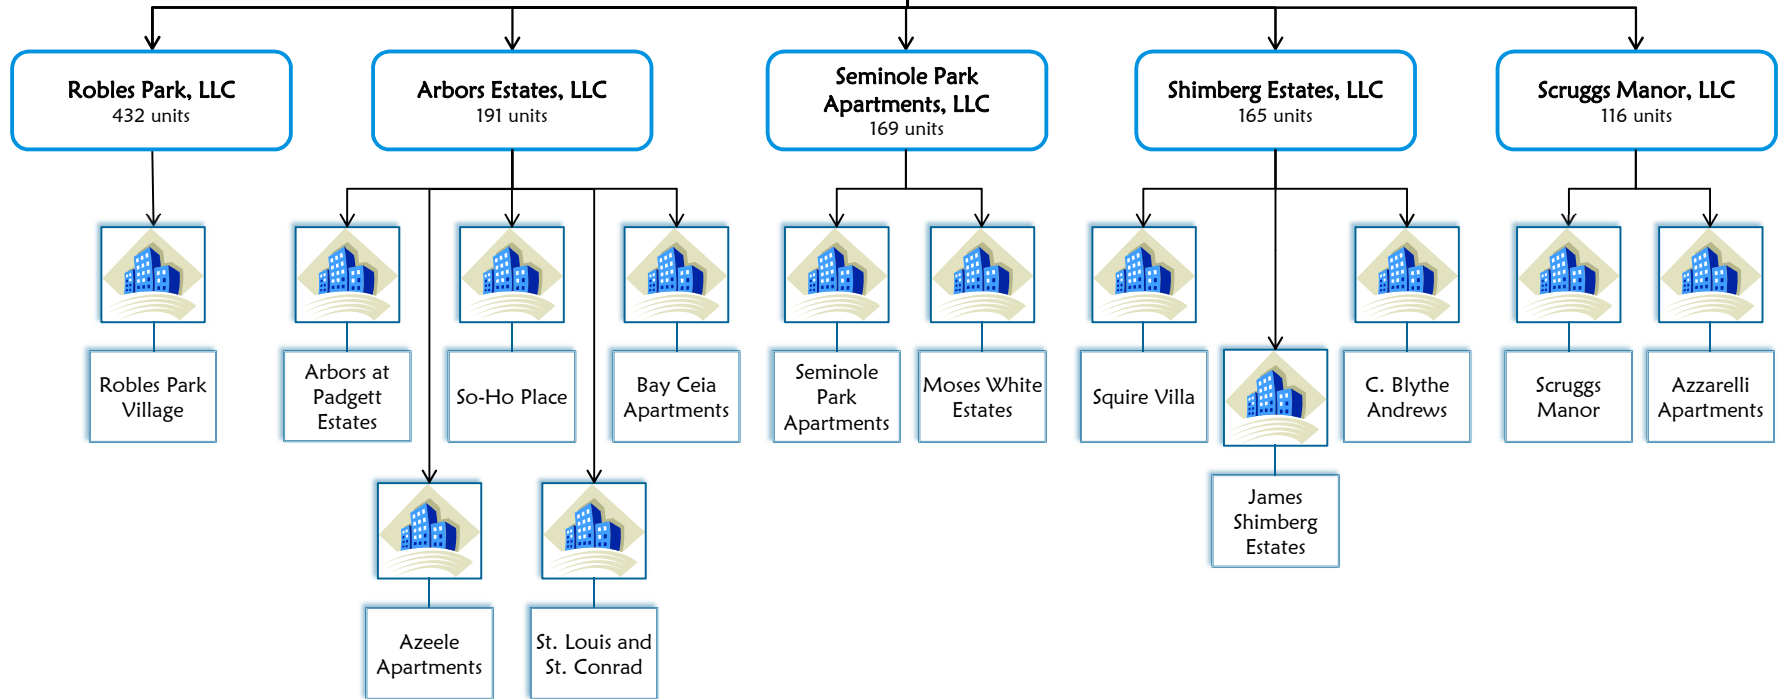 Robles Park, LLC
432 units
Arbors Estates, LLC
191 units
Seminole Park
Apartments, LLC
169 units
Shimberg Estates, LLC
165 units
Scruggs Manor, LLC
116 units
Robles Park
Village
Arbors at
Padgett
Estates
So-Ho Place
Bay Ceia
Apartments
Seminole
Park
Apartments
Moses White
Estates
Squire Villa
C. Blythe
Andrews
Scruggs
Manor
Azzarelli
Apartments
James
Shimberg
Estates
Azeele
Apartments
St. Louis and
St. Conrad